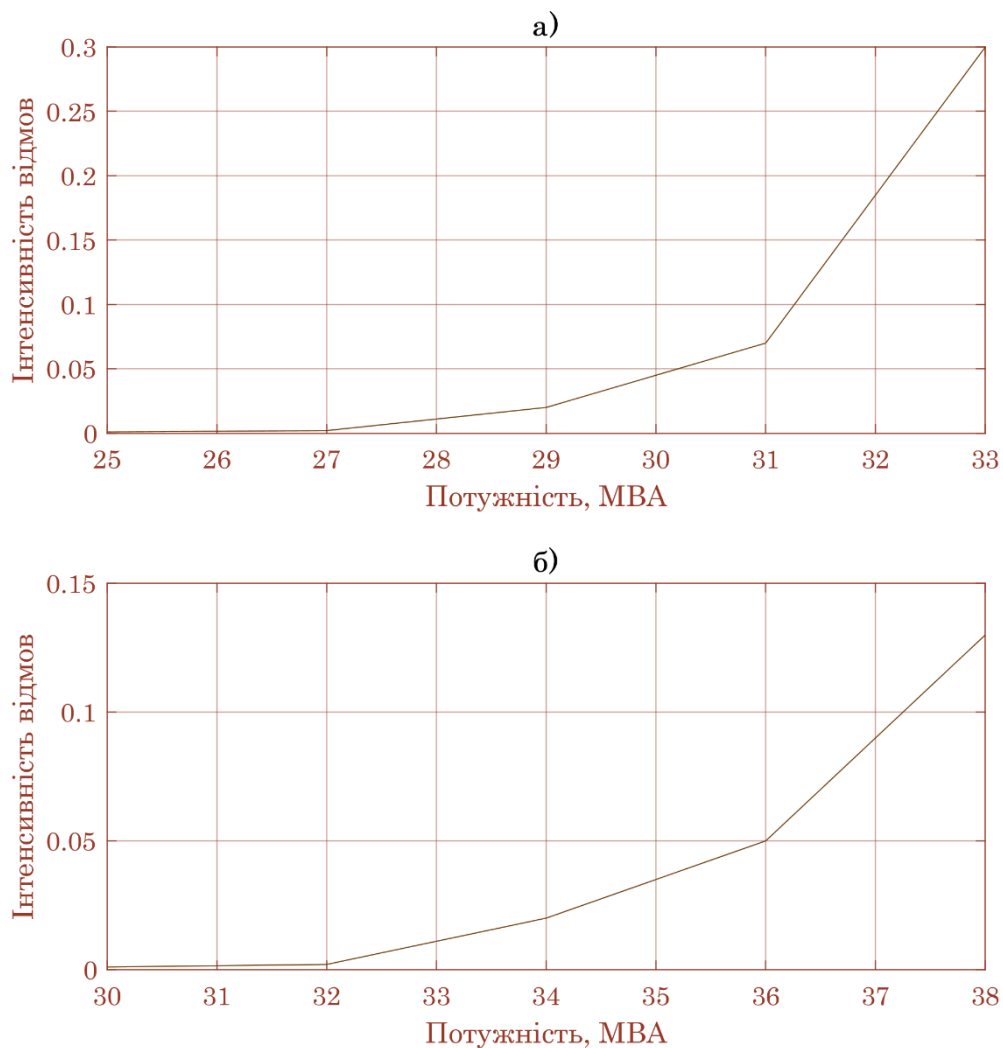 а)
Інтенсивність відмов
0.3
0.25
0.2
0.15
0.1
0.05
0
25 26 27 28 29 30 31 32 33
Потужність, МВА
б)
Інтенсивність відмов
0.15
0.1
0.05
0
30 31 32 33 34 35 36 37 38
Потужність, МВА